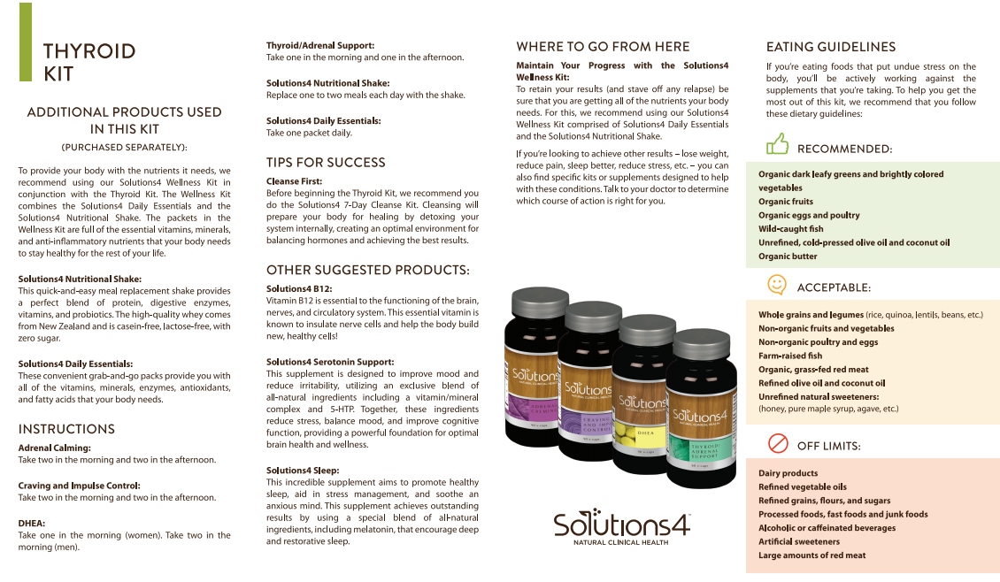 THYROID
KIT
ADDITIONAL PRODUCTS USED
IN THIS KIT
(PURCHASED SEPARATELY):
To provide your body with the nutrients it needs, we
recommend using our Solutions4 Wellness Kit in
conjunction with the Thyroid Kit. The Wellness Kit
combines the Solutions4 Daily Essentials and the
Solutions4 Nutritional Shake. The packets in the
Wellness Kit are full of the essential vitamins, minerals,
and anti-inflammatory nutrients that your body needs
to stay healthy for the rest of your life.
Solutions4 Nutritional Shake:
This quick-and-easy meal replacement shake provides
a perfect blend of protein, digestive enzymes,
vitamins, and probiotics. The high-quality whey comes
from New Zealand and is casein-free, lactose-free, with
zero sugar.
Solutions4 Daily Essentials:
These convenient grab-and-go packs provide you with
all of the vitamins, minerals, enzymes, antioxidants,
and fatty acids that your body needs.
INSTRUCTIONS
Adrenal Calming:
Take two in the morning and two in the afternoon.
Craving and Impulse Control:
Take two in the morning and two in the afternoon.
DHEA:
Take one in the morning (women). Take two in the
morning (men).
Thyroid/Adrenal Support:
Take one in the morning and one in the afternoon.
Solutions4 Nutritional Shake:
Replace one to two meals each day with the shake.
Solutions4 Daily Essentials:
Take one packet daily.
TIPS FOR SUCCESS
Cleanse First:
Before beginning the Thyroid Kit, we recommend you
do the Solutions4 7-Day Cleanse Kit. Cleansing will
prepare your body for healing by detoxing your
system internally, creating an optimal environment for
balancing hormones and achieving the best results.
OTHER SUGGESTED PRODUCTS:
Solutions4 B12:
Vitamin B12 is essential to the functioning of the brain,
nerves, and circulatory system. This essential vitamin is
known to insulate nerve cells and help the body build
new, healthy cells!
Solutions4 Serotonin Support:
This supplement is designed to improve mood and
reduce irritability, utilizing an exclusive blend of
all-natural ingredients including a vitamin/mineral
complex and 5-HTP. Together, these ingredients
reduce stress, balance mood, and improve cognitive
function, providing a powerful foundation for optimal
brain health and wellness.
Solutions4 Sleep:
This incredible supplement aims to promote healthy
sleep, aid in stress management, and soothe an
anxious mind. This supplement achieves outstanding
results by using a special blend of all-natural
ingredients, including melatonin, that encourage deep
and restorative sleep.
WHERE TO GO FROM HERE
Maintain Your Progress with the Solutions4
Wellness Kit:
To retain your results (and stave off any relapse) be
sure that you are getting all of the nutrients your body
needs. For this, we recommend using our Solutions4
Wellness Kit comprised of Solutions4 Daily Essentials
and the Solutions4 Nutritional Shake.
If you're looking to achieve other results – lose weight,
reduce pain, sleep better, reduce stress, etc. – you can
also find specific kits or supplements designed to help
with these conditions. Talk to your doctor to determine
which course of action is right for you.
Solutions
ADRENAL
CALMING
Solutions
NATURAL CLINICAL HEALTH
CRAVING
CONTROL
Solutions
NATURAL CLINICAL HEALTH
DHEA
Solutions4
NATURAL CLINICAL HEALTH
THYROID
ADRENAL
SUPPORT
Solutions4
NATURAL CLINICAL HEALTH
EATING GUIDELINES
If you're eating foods that put undue stress on the
body, you'll be actively working against the
supplements that you're taking. To help you get the
most out of this kit, we recommend that you follow
these dietary guidelines:
RECOMMENDED:
Organic dark leafy greens and brightly colored
vegetables
Organic fruits
Organic eggs and poultry
Wild-caught fish
Unrefined, cold-pressed olive oil and coconut oil
Organic butter
ACCEPTABLE:
Whole grains and legumes (rice, quinoa, lentils, beans, etc.)
Non-organic fruits and vegetables
Non-organic poultry and eggs
Farm-raised fish
Organic, grass-fed red meat
Refined olive oil and coconut oil
Unrefined natural sweeteners:
(honey, pure maple syrup, agave, etc.)
OFF LIMITS:
Dairy products
Refined vegetable oils
Refined grains, flours, and sugars
Processed foods, fast foods and junk foods
Alcoholic or caffeinated beverages
Artificial sweeteners
Large amounts of red meat